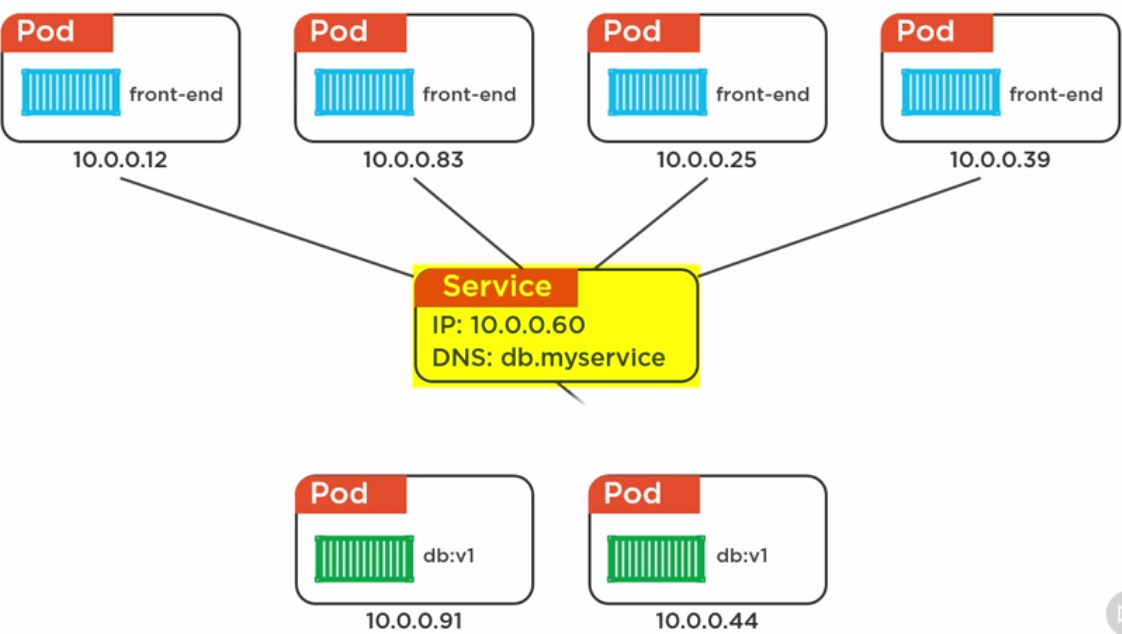 Pod
front-end
10.0.0.12
Pod
front-end
10.0.0.83
Pod
front-end
10.0.0.25
Pod
front-end
10.0.0.39
Service
IP: 10.0.0.60
DNS: db.myservice
Pod
db:v1
10.0.0.91
Pod
db:v1
10.0.0.44